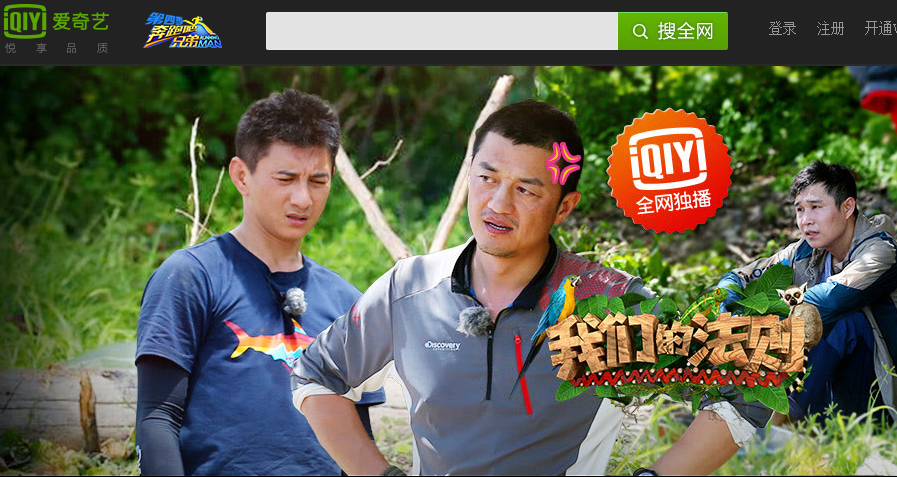 iQIYI 爱奇艺
悦享品质
第四季
奔跑吧
兄弟
RUNNING
MAN
搜全网
登录
注册
开通
iQIYI
全网独播
Discovery
我们的法则